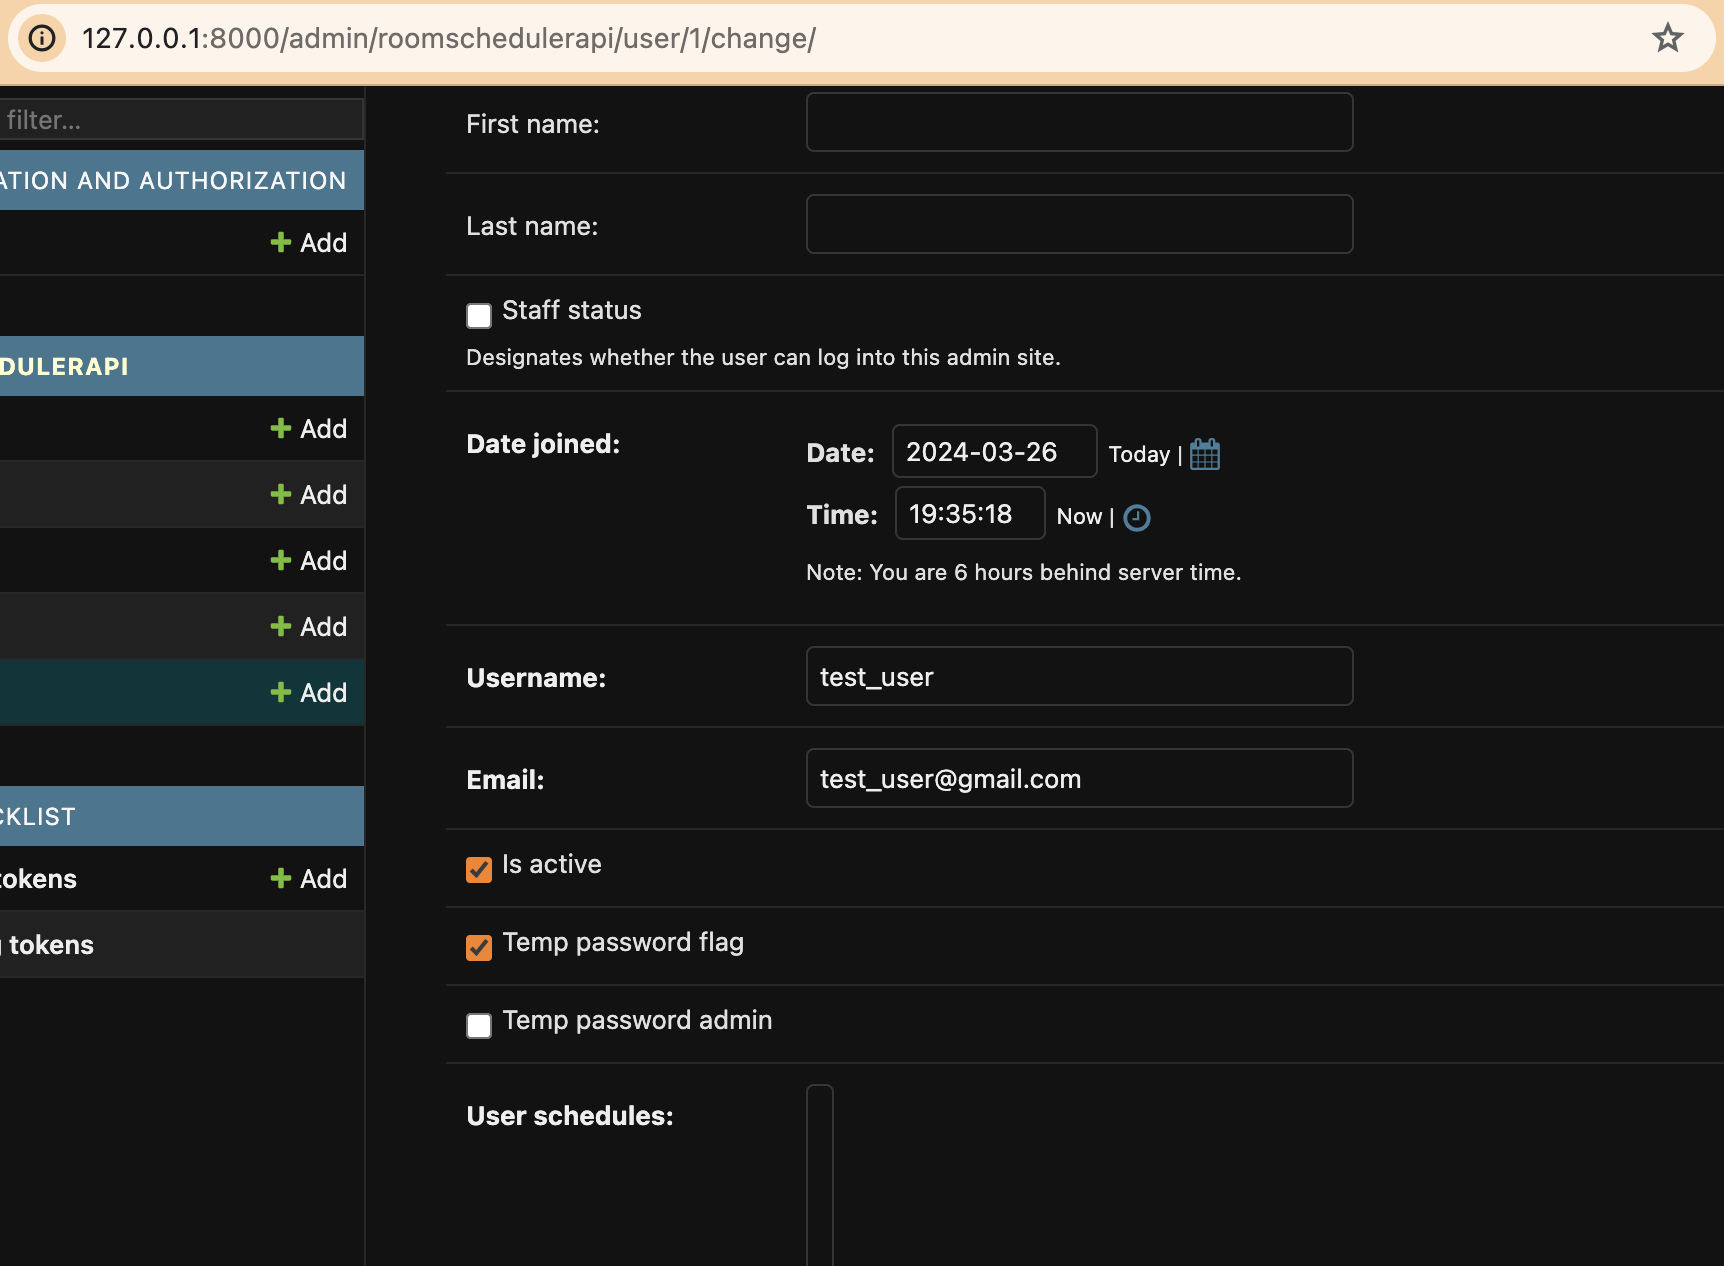 127.0.0.1:8000/admin/roomschedulerapi/user/1/change/
filter...
ATION AND AUTHORIZATION
Add
DULERAPI
Add
Add
Add
Add
Add
CKLIST
tokens
Add
g tokens
First name:
Last name:
Staff status
Designates whether the user can log into this admin site.
Date joined:
Date: 2024-03-26 Today |
Time: 19:35:18 Now |
Note: You are 6 hours behind server time.
Username: test_user
Email: test_user@gmail.com
Is active
Temp password flag
Temp password admin
User schedules: